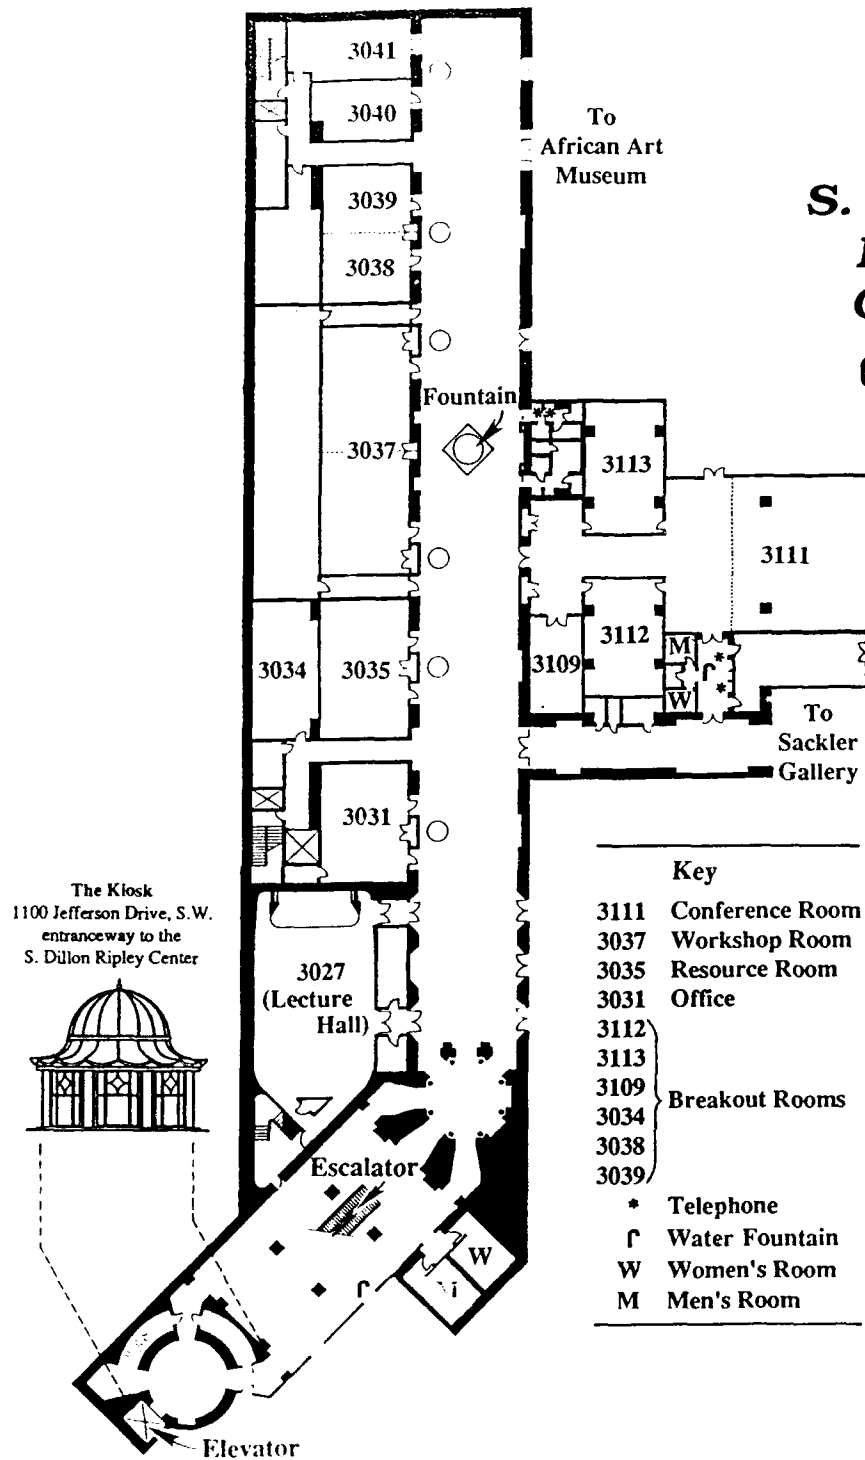 3041
3040
To
African Art
Museum
S.
3039
3038
Fountain
**
3037
3113
3111
3112
3109
M
*
*
W
3034
3035
To
Sackler
Gallery
3031
The Kiosk
1100 Jefferson Drive, S.W.
entranceway to the
S. Dillon Ripley Center
3027
(Lecture
Hall)
Escalator
W
M
Elevator
Key
3111 Conference Room
3037 Workshop Room
3035 Resource Room
3031 Office
3112
3113
3109
3034
3038
3039
Breakout Rooms
* Telephone
Water Fountain
W Women's Room
M Men's Room